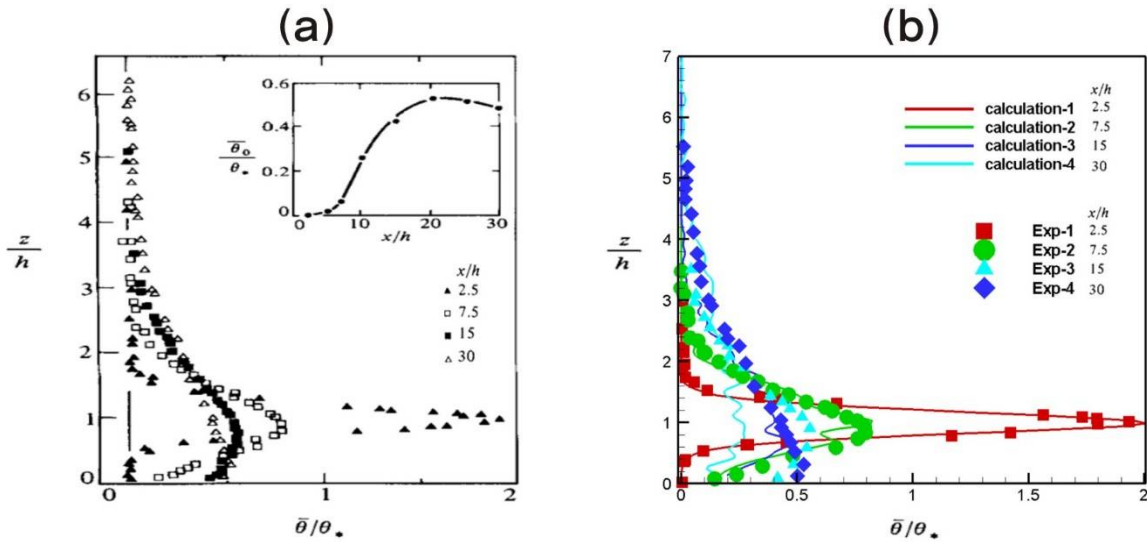 (a)
6
5
4
z/h
3
2
1
0
0
1
2
θ̄/θ*
0.6
0.4
θ̄₀/θ*
0.2
0
0
10
20
30
x/h
x/h
2.5
7.5
15
30
(b)
7
6
5
4
z/h
3
2
1
0
0
0.5
1
1.5
2
θ̄/θ*
x/h
calculation-1 2.5
calculation-2 7.5
calculation-3 15
calculation-4 30
x/h
Exp-1 2.5
Exp-2 7.5
Exp-3 15
Exp-4 30